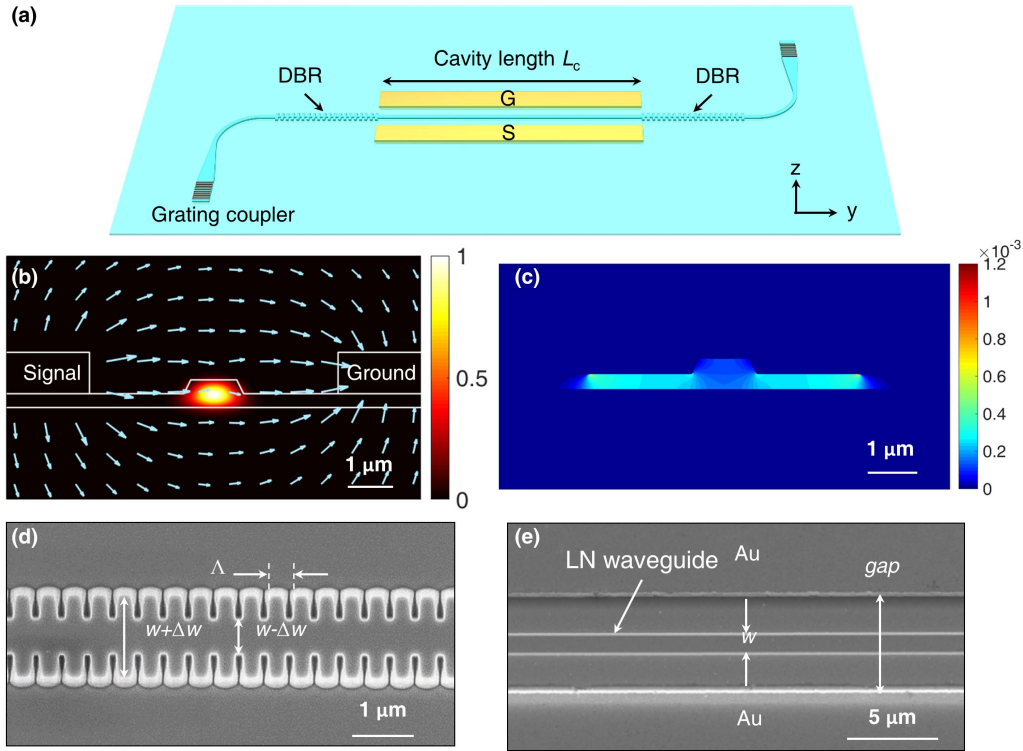 (a)
Cavity length Lc
DBR
DBR
G
S
Grating coupler
z
y
(b)
Signal
Ground
1 μm
1
0.5
0
(c)
1 μm
×10-3
1.2
1
0.8
0.6
0.4
0.2
0
(d)
Λ
w+Δw
w-Δw
1 μm
(e)
Au
gap
LN waveguide
w
Au
5 μm